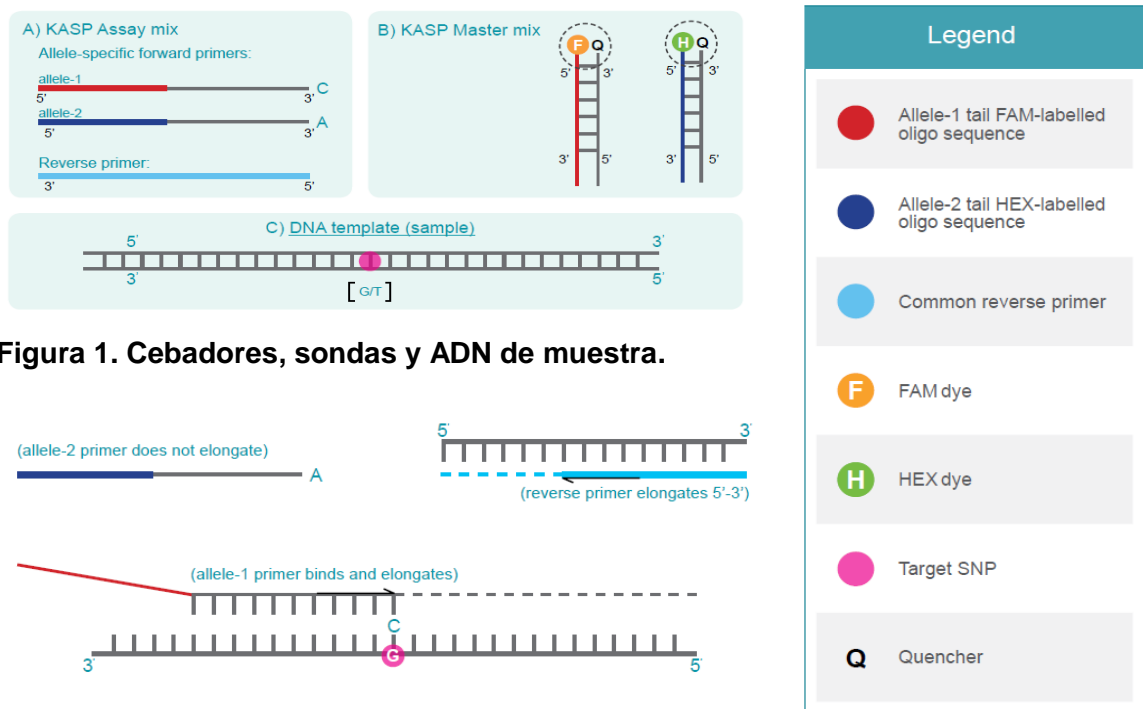 A) KASP Assay mix
Allele-specific forward primers:
allele-1
5' 3' C
allele-2
5' 3' A
Reverse primer:
3' 5'
B) KASP Master mix
F Q
5' 3'
3' 5'
H Q
5' 3'
3' 5'
C) DNA template (sample)
5' 3'
3' 5'
[ G/T ]
Figura 1. Cebadores, sondas y ADN de muestra.
(allele-2 primer does not elongate)
A
5' 3'
(reverse primer elongates 5'-3')
(allele-1 primer binds and elongates)
C
G
3' 5'
Legend
Allele-1 tail FAM-labelled
oligo sequence
Allele-2 tail HEX-labelled
oligo sequence
Common reverse primer
F FAM dye
H HEX dye
Target SNP
Q Quencher